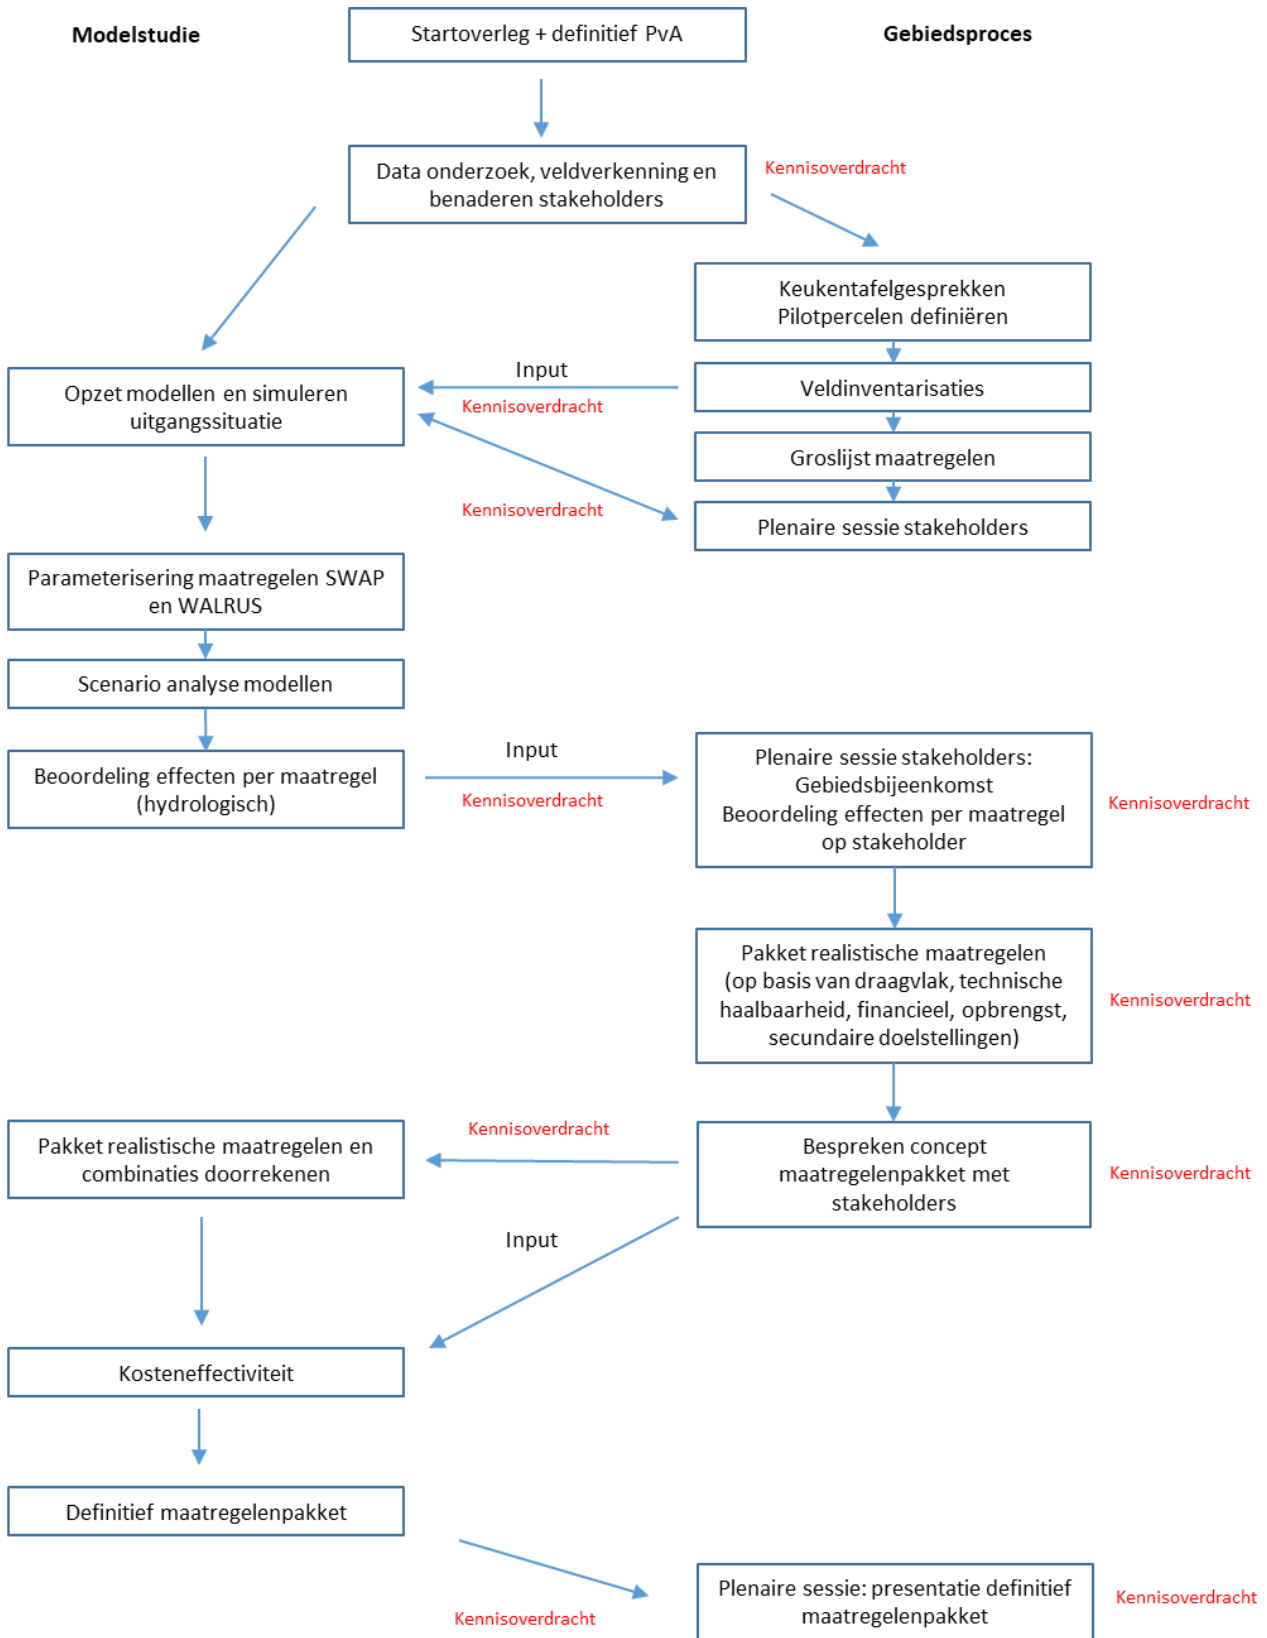 Modelstudie
Startoverleg + definitief PvA
Gebiedsproces
Data onderzoek, veldverkenning en
benaderen stakeholders
Kennisoverdracht
Keukentafelgesprekken
Pilotpercelen definiëren
Opzet modellen en simuleren
uitgangssituatie
Input
Kennisoverdracht
Veldinventarisaties
Groslijst maatregelen
Kennisoverdracht
Plenaire sessie stakeholders
Parameterisering maatregelen SWAP
en WALRUS
Scenario analyse modellen
Beoordeling effecten per maatregel
(hydrologisch)
Input
Kennisoverdracht
Plenaire sessie stakeholders:
Gebiedsbijeenkomst
Beoordeling effecten per maatregel
op stakeholder
Kennisoverdracht
Pakket realistische maatregelen
(op basis van draagvlak, technische
haalbaarheid, financieel, opbrengst,
secundaire doelstellingen)
Kennisoverdracht
Pakket realistische maatregelen en
combinaties doorrekenen
Kennisoverdracht
Bespreken concept
maatregelenpakket met
stakeholders
Kennisoverdracht
Input
Kosteneffectiviteit
Definitief maatregelenpakket
Kennisoverdracht
Plenaire sessie: presentatie definitief
maatregelenpakket
Kennisoverdracht